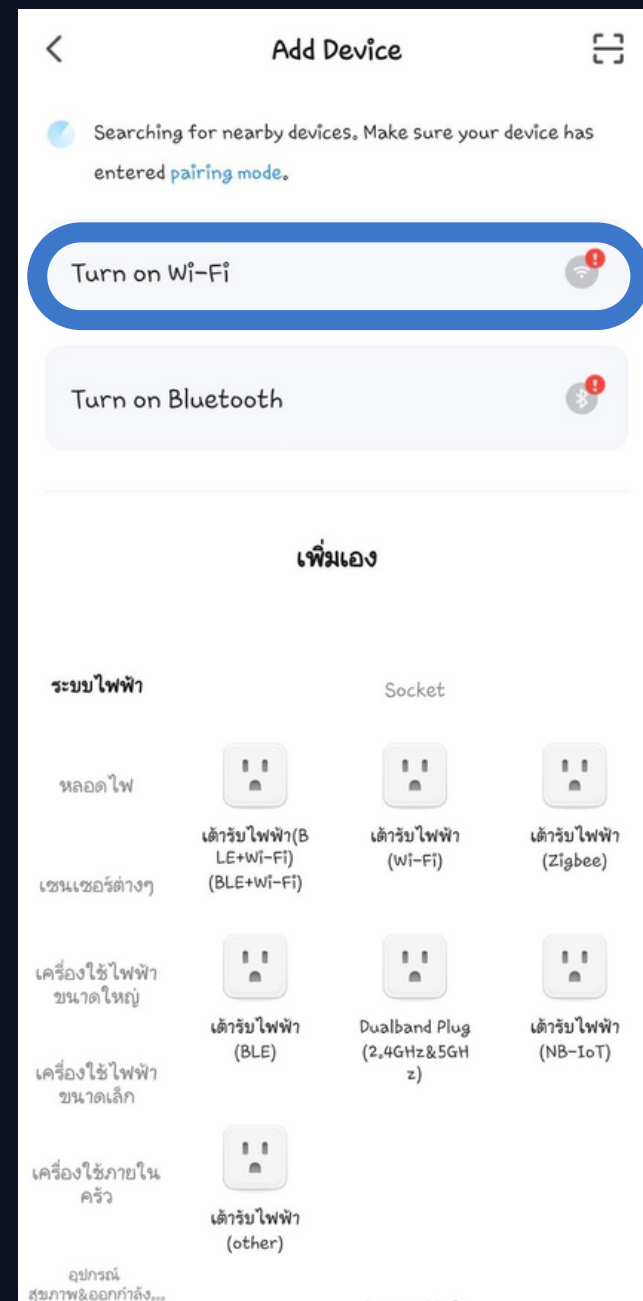 Add Device
Searching for nearby devices. Make sure your device has
entered pairing mode.
Turn on Wi-Fi
Turn on Bluetooth
เพิ่มเอง
ระบบไฟฟ้า
หลอดไฟ
เซนเซอร์ต่างๆ
เครื่องใช้ไฟฟ้า
ขนาดใหญ่
เครื่องใช้ไฟฟ้า
ขนาดเล็ก
เครื่องใช้ภายใน
ครัว
อุปกรณ์
สุขภาพ&ออกกำลัง...
Socket
เต้ารับไฟฟ้า(B
LE+Wi-Fi)
(BLE+Wi-Fi)
เต้ารับไฟฟ้า
(Wi-Fi)
เต้ารับไฟฟ้า
(Zigbee)
เต้ารับไฟฟ้า
(BLE)
Dualband Plug
(2.4GHz&5GH
z)
เต้ารับไฟฟ้า
(NB-IoT)
เต้ารับไฟฟ้า
(other)